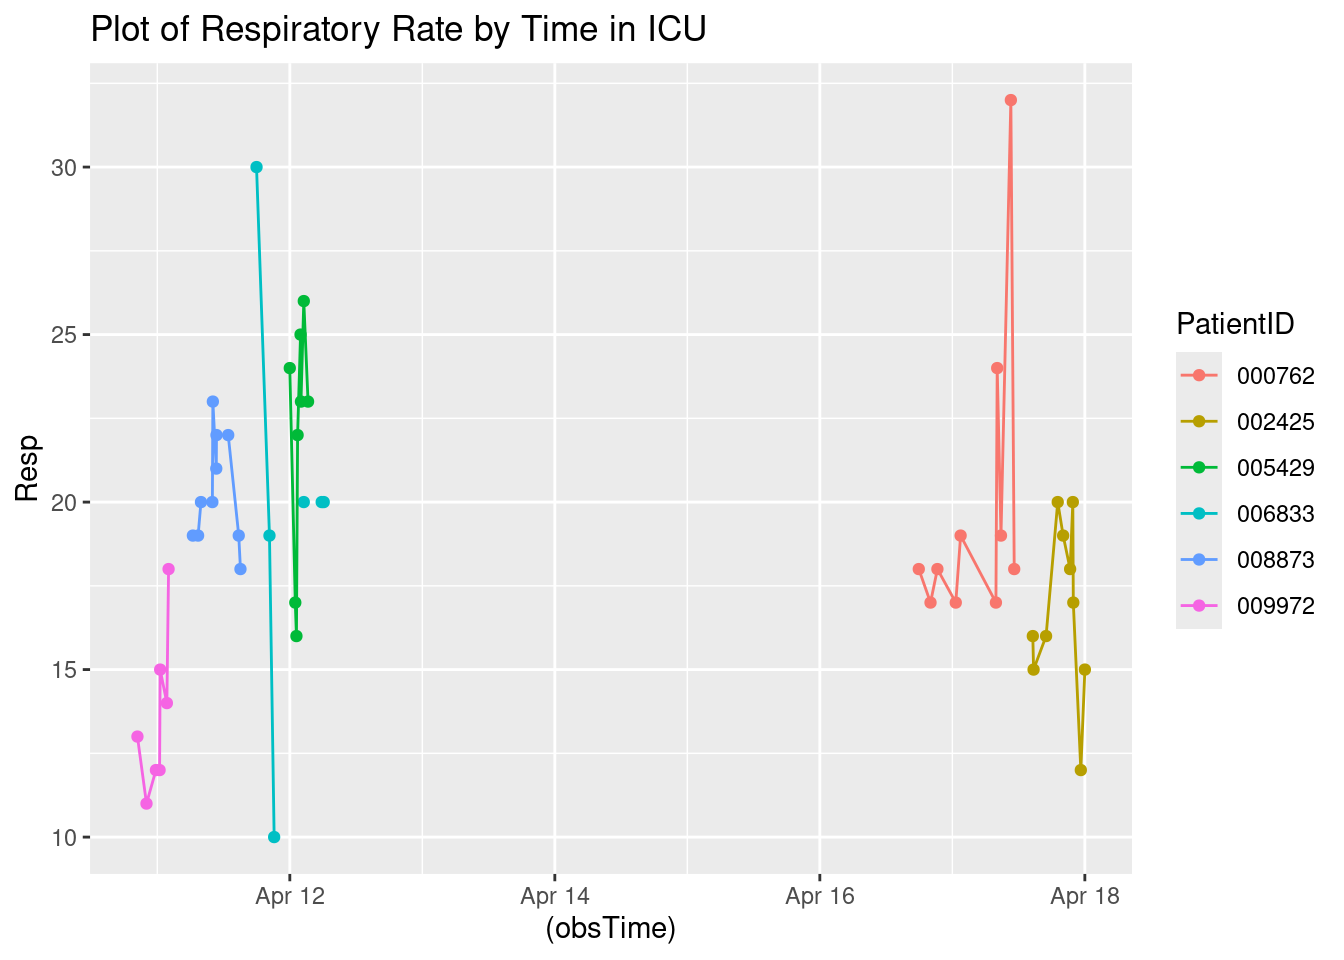 Plot of Respiratory Rate by Time in ICU
30
25
20
15
10
Resp
Apr 12
Apr 14
Apr 16
Apr 18
(obsTime)
PatientID
000762
002425
005429
006833
008873
009972